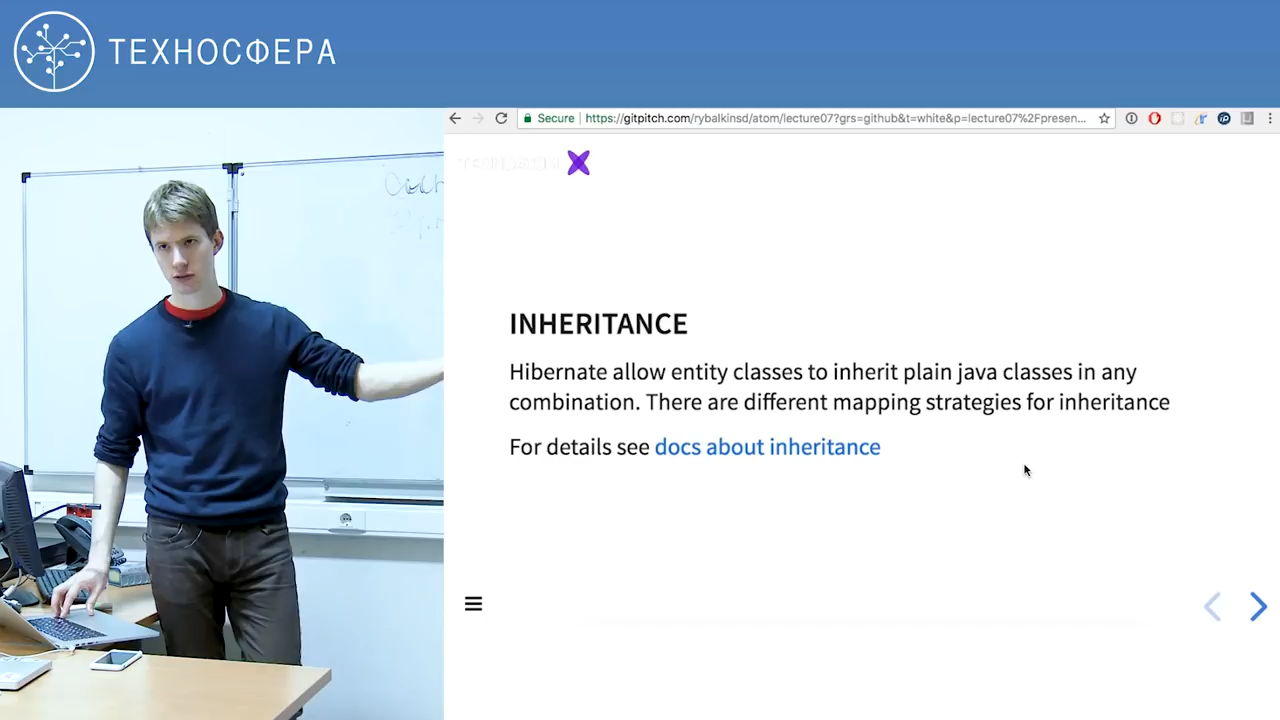 ТЕХНОСФЕРА
Secure
https://gitpitch.com/rybalkinsd/atom/lecture07?grs=github&t=white&p=lecture07%2Fpresen...
INHERITANCE
Hibernate allow entity classes to inherit plain java classes in any
combination. There are different mapping strategies for inheritance
For details see docs about inheritance